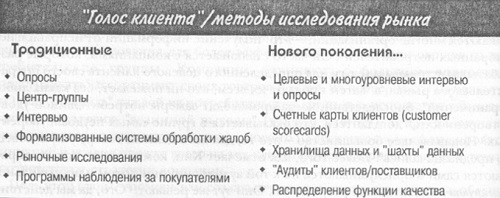 "Голос клиента"/методы исследования рынка
Традиционные
• Опросы
• Центр-группы
• Интервью
• Формализованные системы обработки жалоб
• Рыночные исследования
• Программы наблюдения за покупателями
Нового поколения...
• Целевые и многоуровневые интервью
и опросы
• Счетные карты клиентов (customer
scorecards)
• Хранилища данных и "шахты" данных
• "Аудиты" клиентов/поставщиков
• Распределение функции качества